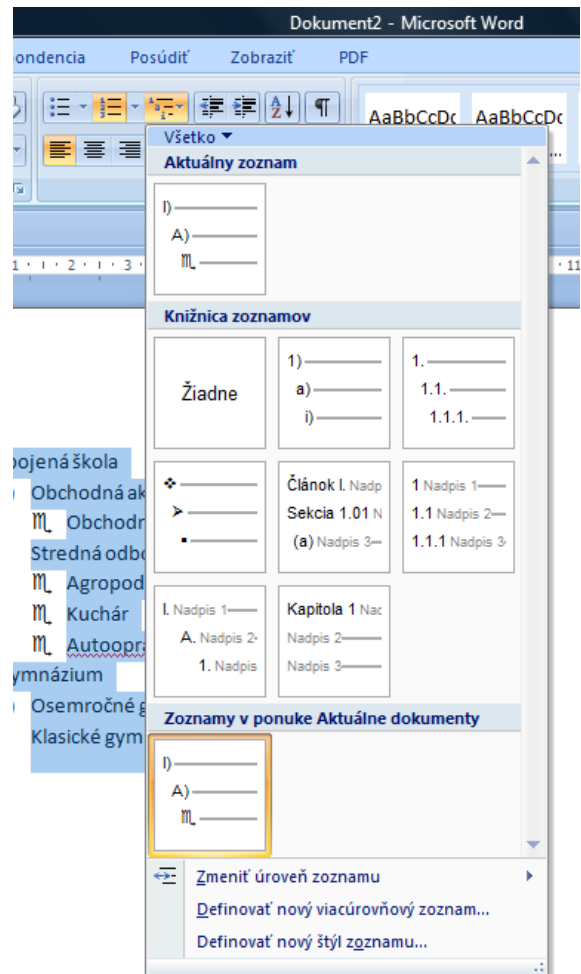 Dokument2 - Microsoft Word
ondencia Posúdiť Zobraziť PDF
AaBbCcDc AaBbCcDc
...
1 · 2 · 3 · 11
Všetko
Aktuálny zoznam
I)
A)
♏
Knižnica zoznamov
Žiadne
1)
a)
i)
1.
1.1.
1.1.1.
Článok I. Nadp
Sekcia 1.01 N
(a) Nadpis 3
1 Nadpis 1
1.1 Nadpis 2
1.1.1 Nadpis 3
I. Nadpis 1
A. Nadpis 2
1. Nadpis
Kapitola 1 Nad
Nadpis 2
Nadpis 3
Zoznamy v ponuke Aktuálne dokumenty
I)
A)
♏
Zmeniť úroveň zoznamu
Definovať nový viacúrovňový zoznam...
Definovať nový štýl zoznamu...
pojená škola
Obchodná ak
♏ Obchodn
Stredná odbo
♏ Agropod
♏ Kuchár
♏ Autoopra
ymnázium
Osemročné g
Klasické gym